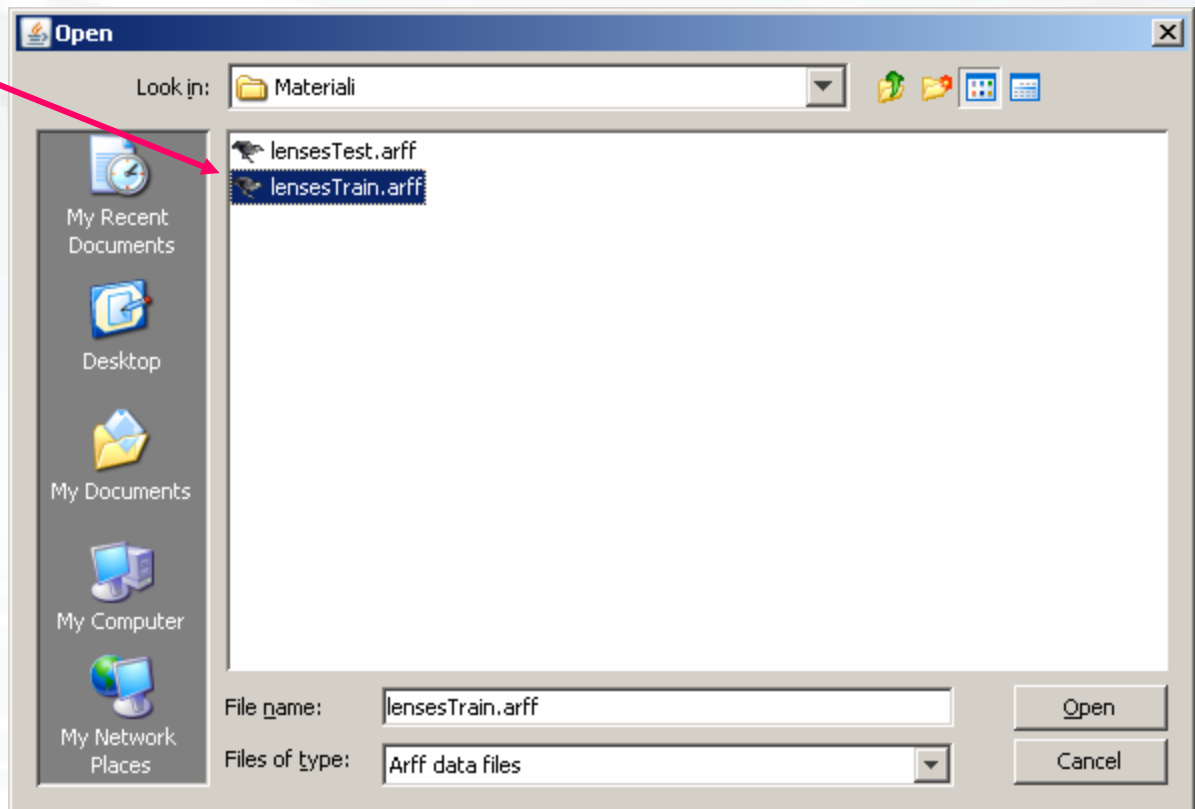 Open
Look in:
Materiali
lensesTest.arff
lensesTrain.arff
My Recent
Documents
Desktop
My Documents
My Computer
My Network
Places
File name:
lensesTrain.arff
Open
Files of type:
Arff data files
Cancel